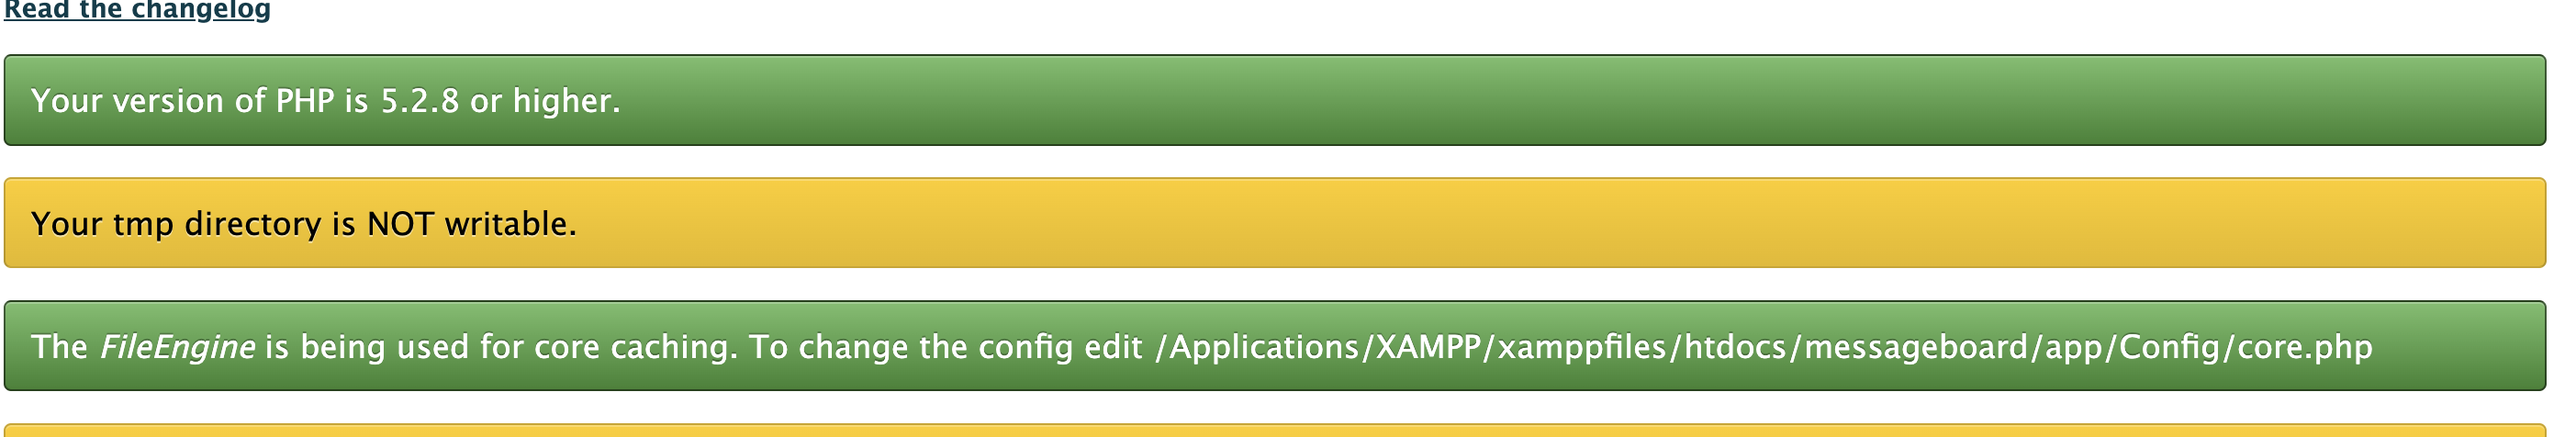 Read the changelog
Your version of PHP is 5.2.8 or higher.
Your tmp directory is NOT writable.
The FileEngine is being used for core caching. To change the config edit /Applications/XAMPP/xamppfiles/htdocs/messageboard/app/Config/core.php